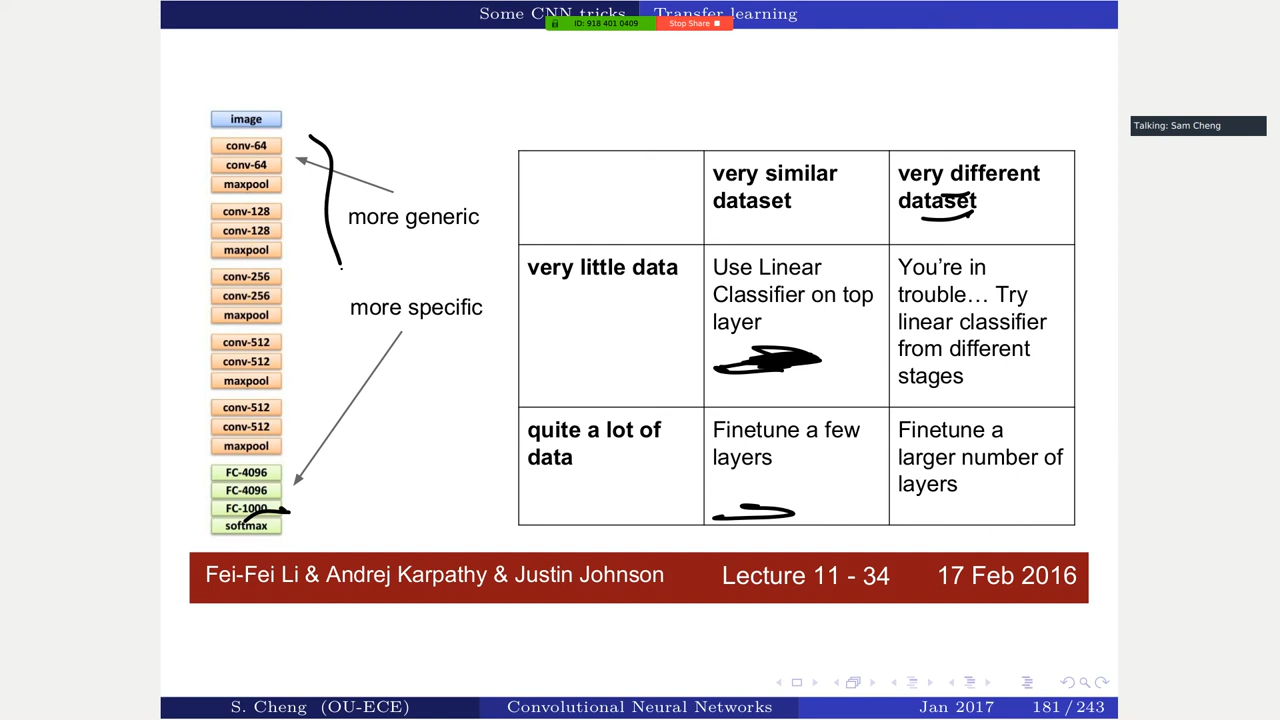 Some CNN tricks Transfer learning
ID: 918 401 0409 Stop Share
Talking: Sam Cheng
image
conv-64
conv-64
maxpool
conv-128
conv-128
maxpool
conv-256
conv-256
maxpool
conv-512
conv-512
maxpool
conv-512
conv-512
maxpool
FC-4096
FC-4096
FC-1000
softmax
more generic
more specific
very similar
dataset
very different
dataset
very little data
Use Linear
Classifier on top
layer
You're in
trouble… Try
linear classifier
from different
stages
quite a lot of
data
Finetune a few
layers
Finetune a
larger number of
layers
Fei-Fei Li & Andrej Karpathy & Justin Johnson Lecture 11 - 34 17 Feb 2016
S. Cheng (OU-ECE) Convolutional Neural Networks Jan 2017 181 / 243